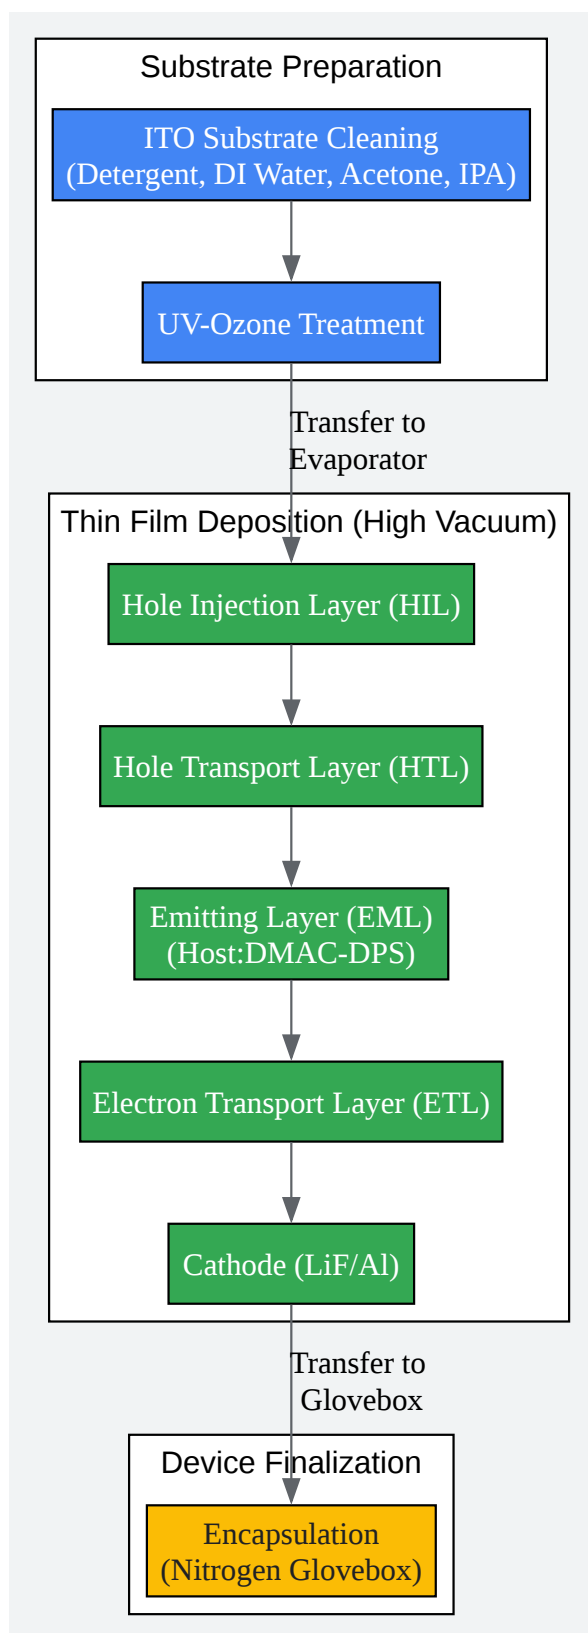 Substrate Preparation
ITO Substrate Cleaning
(Detergent, DI Water, Acetone, IPA)
UV-Ozone Treatment
Transfer to
Evaporator
Thin Film Deposition (High Vacuum)
Hole Injection Layer (HIL)
Hole Transport Layer (HTL)
Emitting Layer (EML)
(Host:DMAC-DPS)
Electron Transport Layer (ETL)
Cathode (LiF/Al)
Transfer to
Glovebox
Device Finalization
Encapsulation
(Nitrogen Glovebox)